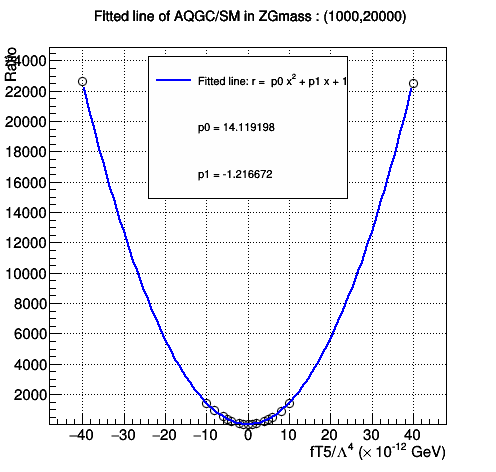 FItted line of AQGC/SM in ZGmass : (1000,20000)
Ratio
24000
22000
20000
18000
16000
14000
12000
10000
8000
6000
4000
2000
Fitted line: r = p0 x² + p1 x + 1
p0 = 14.119198
p1 = -1.216672
−40 −30 −20 −10 0 10 20 30 40
fT5/Λ⁴ (× 10⁻¹² GeV)